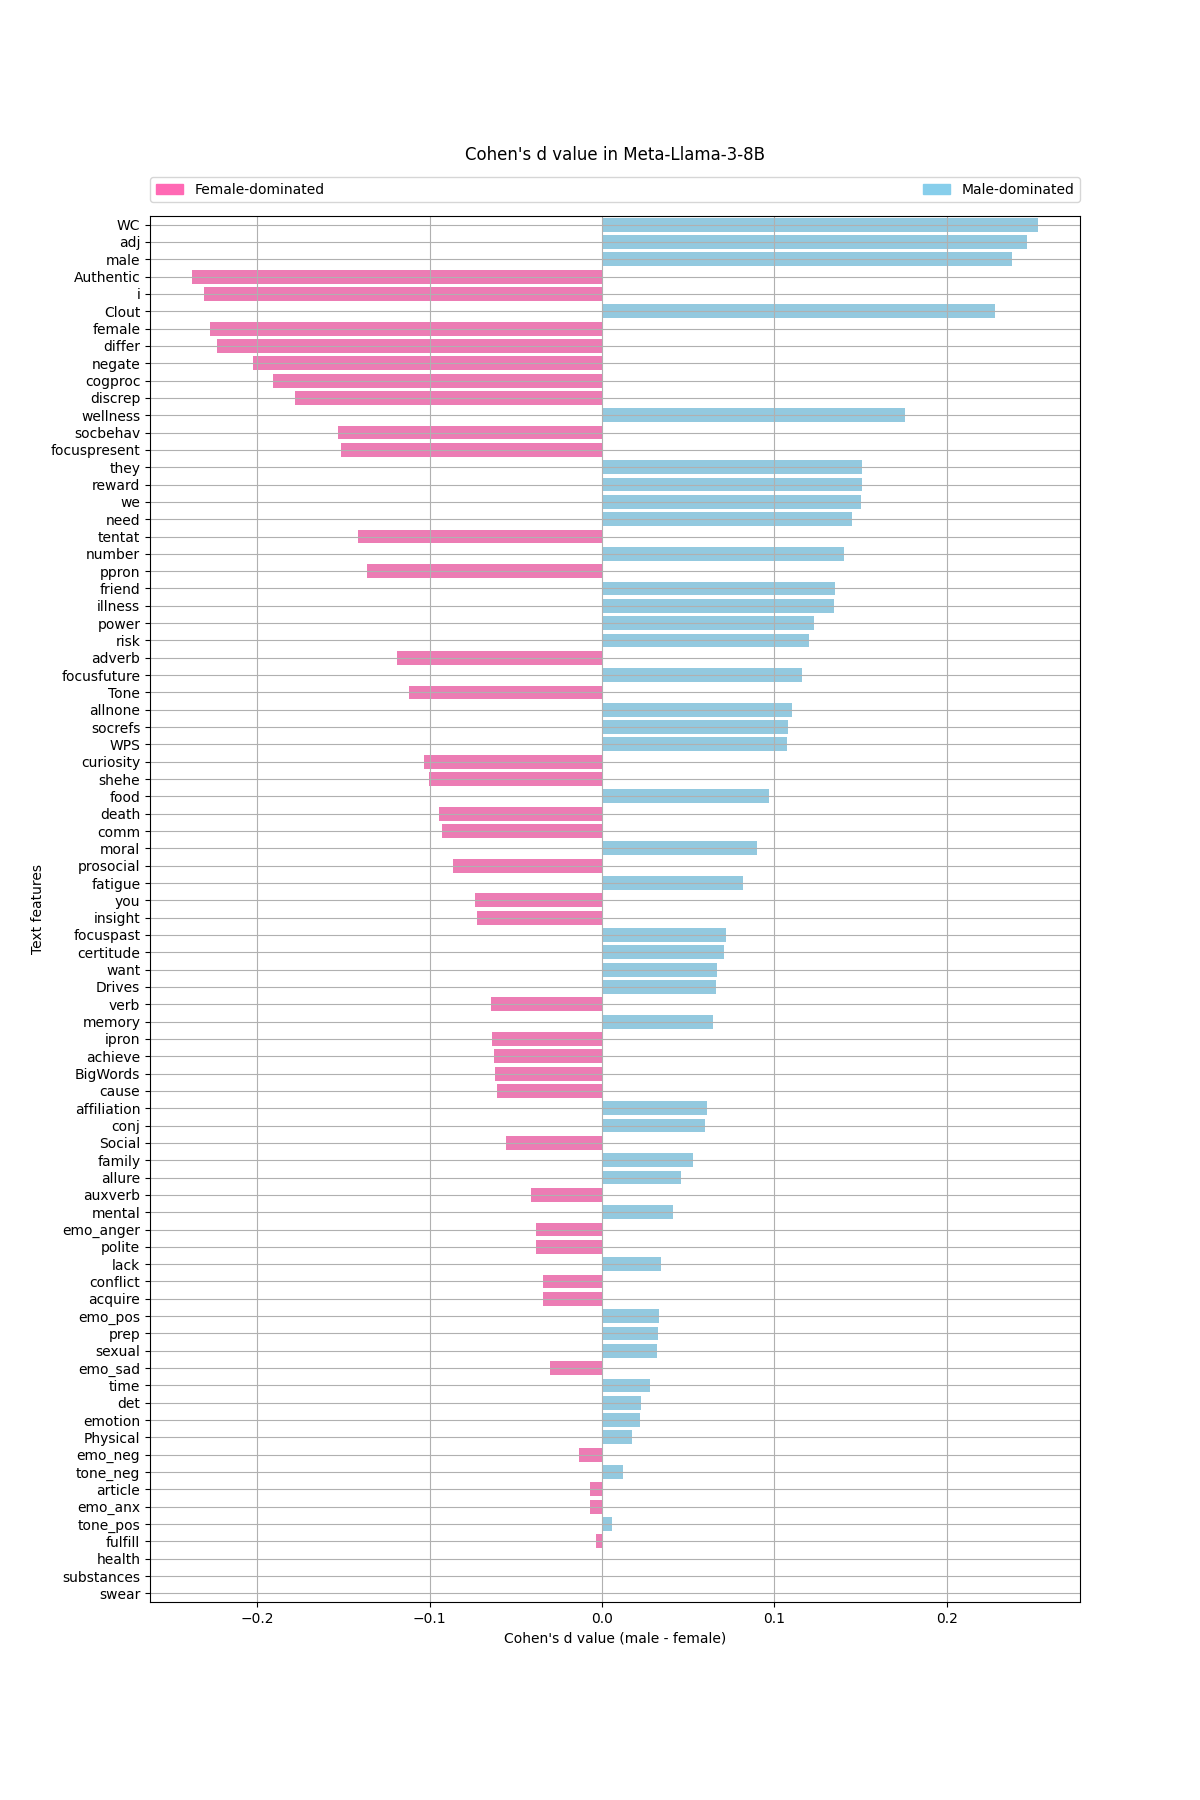 Cohen's d value in Meta-Llama-3-8B
Female-dominated
Male-dominated
WC
adj
male
Authentic
i
Clout
female
differ
negate
cogproc
discrep
wellness
socbehav
focuspresent
they
reward
we
need
tentat
number
ppron
friend
illness
power
risk
adverb
focusfuture
Tone
allnone
socrefs
WPS
curiosity
shehe
food
death
comm
moral
prosocial
fatigue
you
insight
focuspast
certitude
want
Drives
verb
memory
ipron
achieve
BigWords
cause
affiliation
conj
Social
family
allure
auxverb
mental
emo_anger
polite
lack
conflict
acquire
emo_pos
prep
sexual
emo_sad
time
det
emotion
Physical
emo_neg
tone_neg
article
emo_anx
tone_pos
fulfill
health
substances
swear
Text features
−0.2
−0.1
0.0
0.1
0.2
Cohen's d value (male - female)